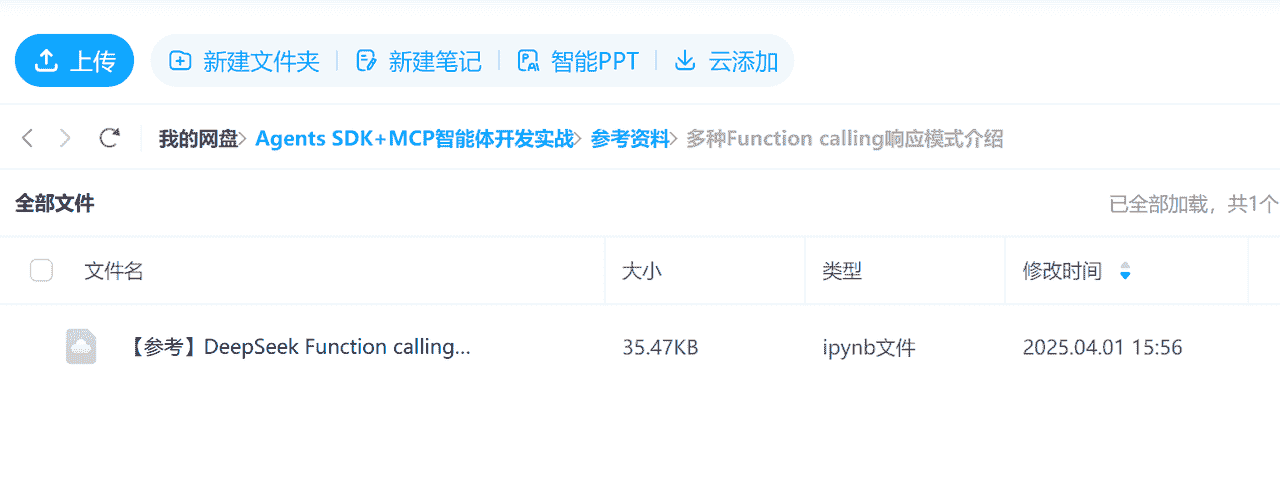 上传 新建文件夹 新建笔记 智能PPT 云添加
我的网盘 Agents SDK+MCP智能体开发实战 参考资料 多种Function calling响应模式介绍
全部文件 已全部加载，共1个
文件名 大小 类型 修改时间
【参考】DeepSeek Function calling... 35.47KB ipynb文件 2025.04.01 15:56